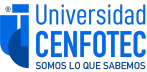 ® Universidad
CENFOTEC
SOMOS LO QUE SABEMOS